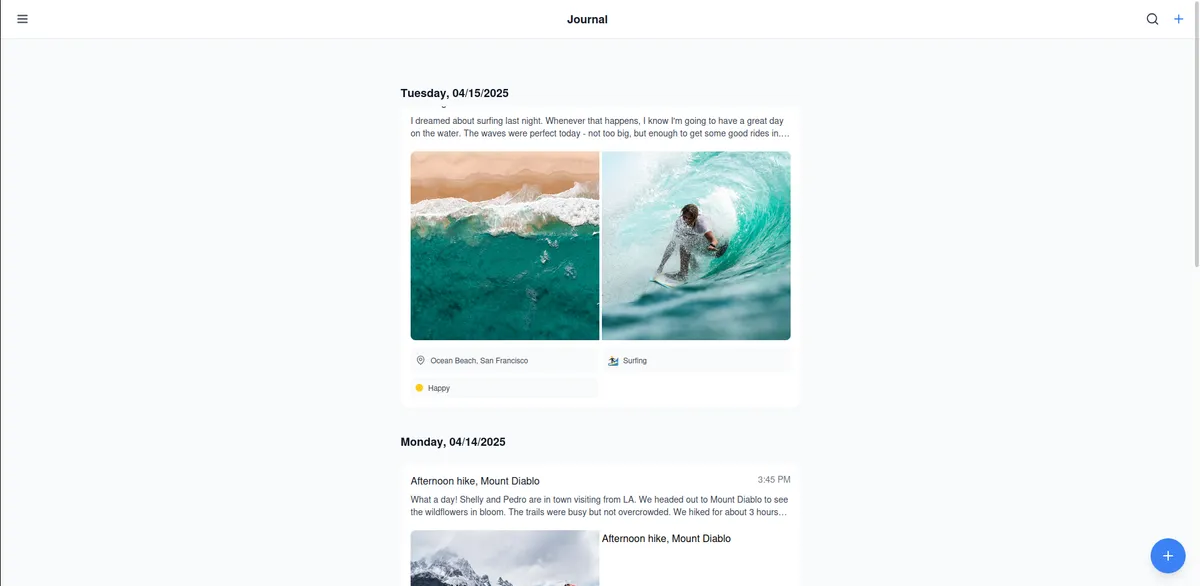 Journal
Tuesday, 04/15/2025
I dreamed about surfing last night. Whenever that happens, I know I'm going to have a great day
on the water. The waves were perfect today - not too big, but enough to get some good rides in....
Ocean Beach, San Francisco
Surfing
Happy
Monday, 04/14/2025
Afternoon hike, Mount Diablo
3:45 PM
What a day! Shelly and Pedro are in town visiting from LA. We headed out to Mount Diablo to see
the wildflowers in bloom. The trails were busy but not overcrowded. We hiked for about 3 hours...
Afternoon hike, Mount Diablo